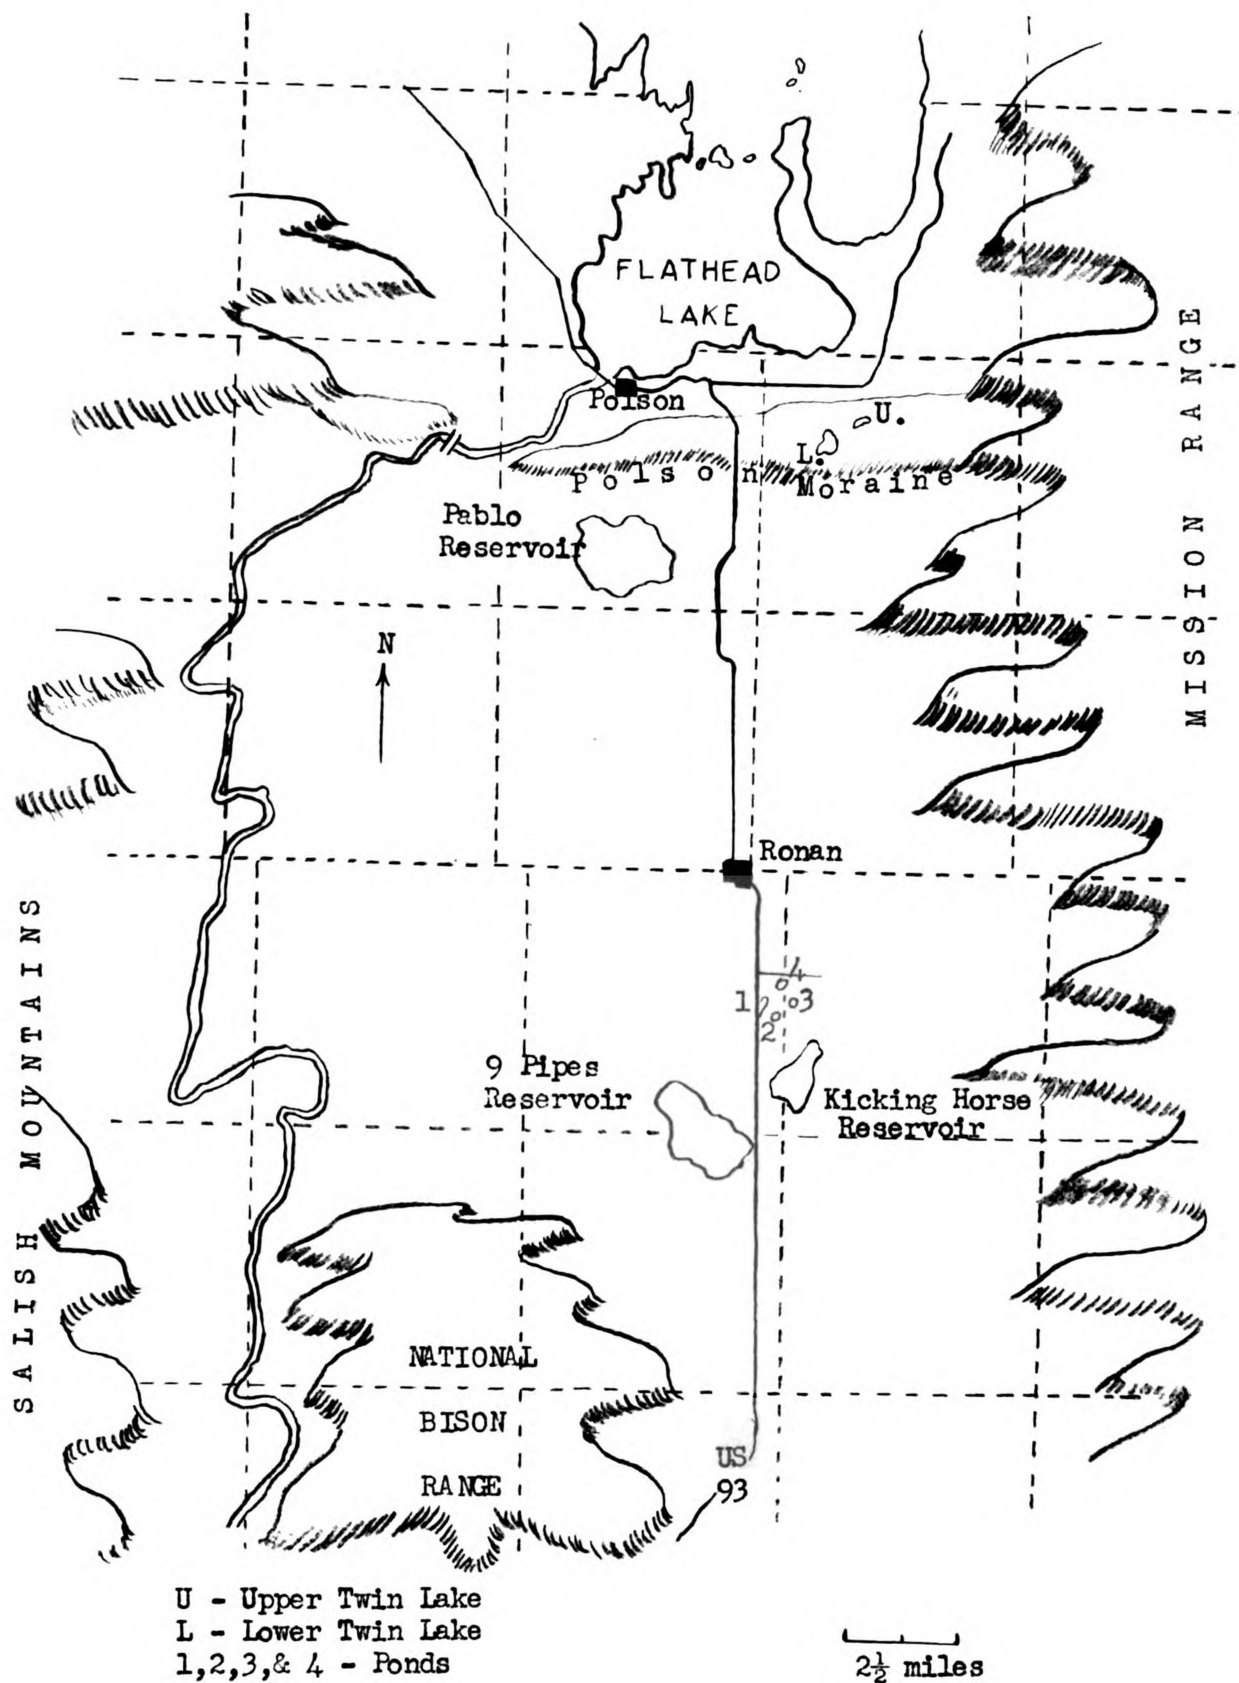 FLATHEAD
LAKE
Polson
U.
L.
Polson
Moraine
Pablo
Reservoir
MISSION RANGE
N
Ronan
4
1
3
2
9 Pipes
Reservoir
Kicking Horse
Reservoir
SALISH MOUNTAINS
NATIONAL
BISON
RANGE
US
93
U - Upper Twin Lake
L - Lower Twin Lake
1,2,3,& 4 - Ponds
2½ miles